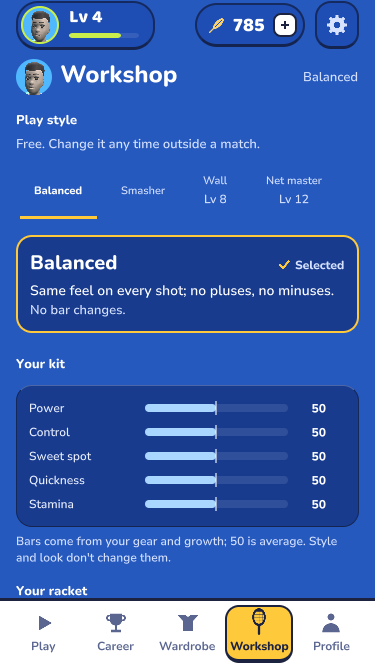 Lv 4
785
Workshop
Balanced
Play style
Free. Change it any time outside a match.
Balanced
Smasher
Wall
Lv 8
Net master
Lv 12
Balanced
Selected
Same feel on every shot; no pluses, no minuses.
No bar changes.
Your kit
Power 50
Control 50
Sweet spot 50
Quickness 50
Stamina 50
Bars come from your gear and growth; 50 is average. Style
and look don't change them.
Your racket
Play
Career
Wardrobe
Workshop
Profile